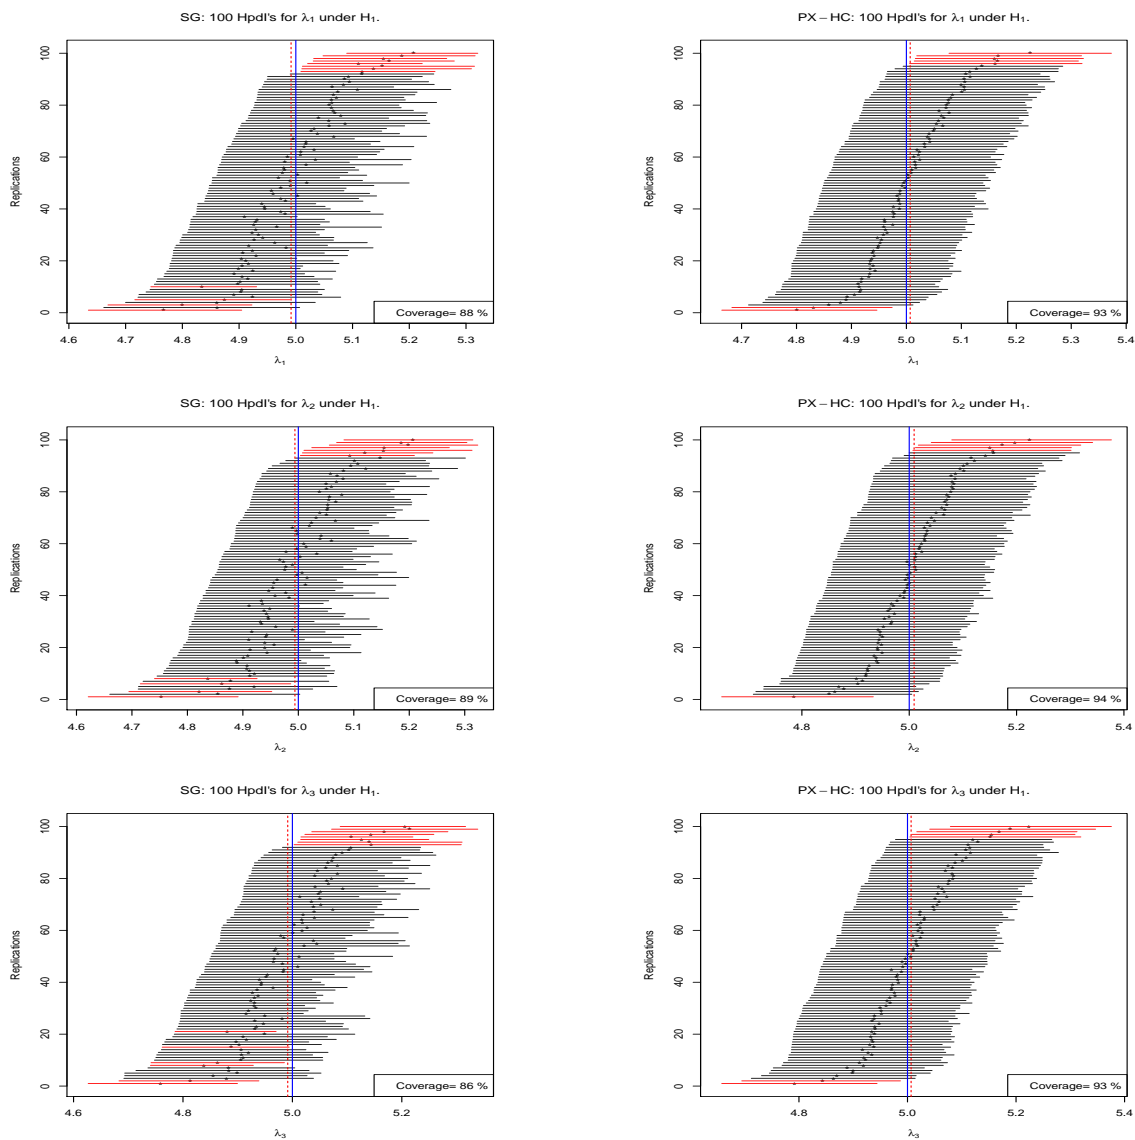 SG: 100 HpdI's for λ₁ under H₁.
Replications
0 20 40 60 80 100
4.6 4.7 4.8 4.9 5.0 5.1 5.2 5.3
λ₁
Coverage= 88 %
PX – HC: 100 HpdI's for λ₁ under H₁.
Replications
0 20 40 60 80 100
4.7 4.8 4.9 5.0 5.1 5.2 5.3 5.4
λ₁
Coverage= 93 %
SG: 100 HpdI's for λ₂ under H₁.
Replications
0 20 40 60 80 100
4.6 4.7 4.8 4.9 5.0 5.1 5.2 5.3
λ₂
Coverage= 89 %
PX – HC: 100 HpdI's for λ₂ under H₁.
Replications
0 20 40 60 80 100
4.8 5.0 5.2 5.4
λ₂
Coverage= 94 %
SG: 100 HpdI's for λ₃ under H₁.
Replications
0 20 40 60 80 100
4.6 4.8 5.0 5.2
λ₃
Coverage= 86 %
PX – HC: 100 HpdI's for λ₃ under H₁.
Replications
0 20 40 60 80 100
4.8 5.0 5.2 5.4
λ₃
Coverage= 93 %